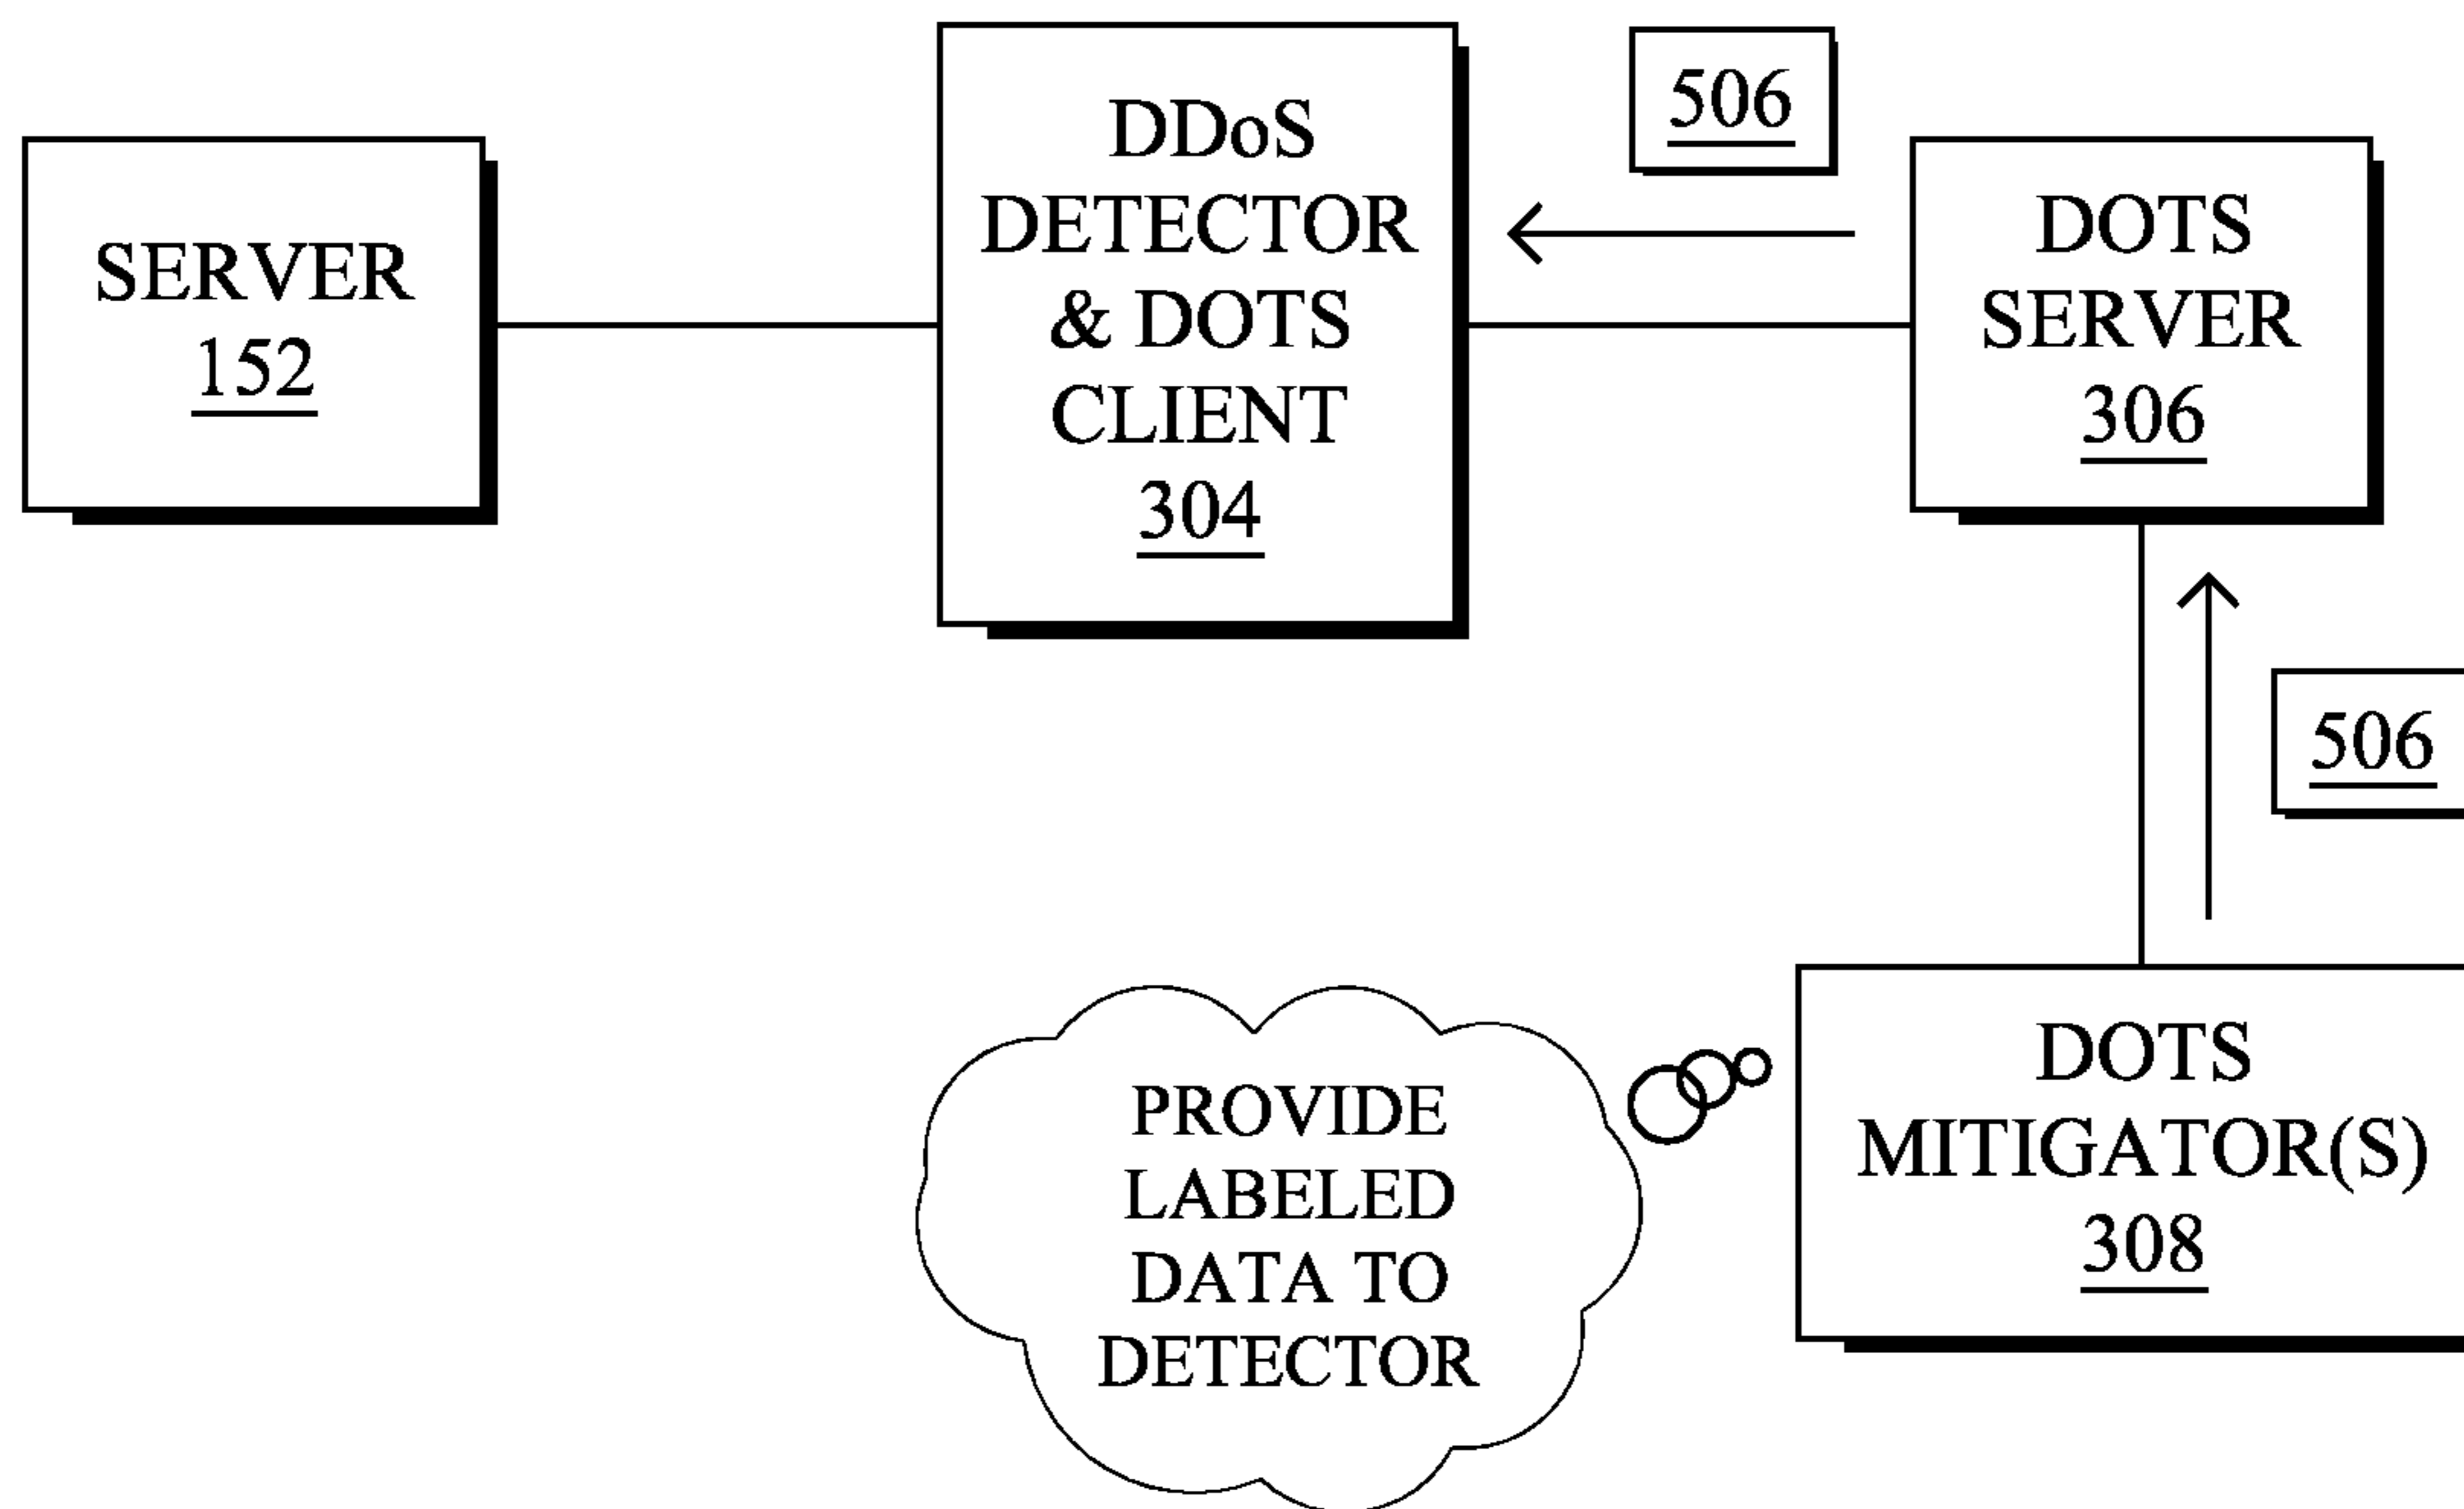 SERVER
152
DDoS
DETECTOR
& DOTS
CLIENT
304
506
DOTS
SERVER
306
506
PROVIDE
LABELED
DATA TO
DETECTOR
DOTS
MITIGATOR(S)
308